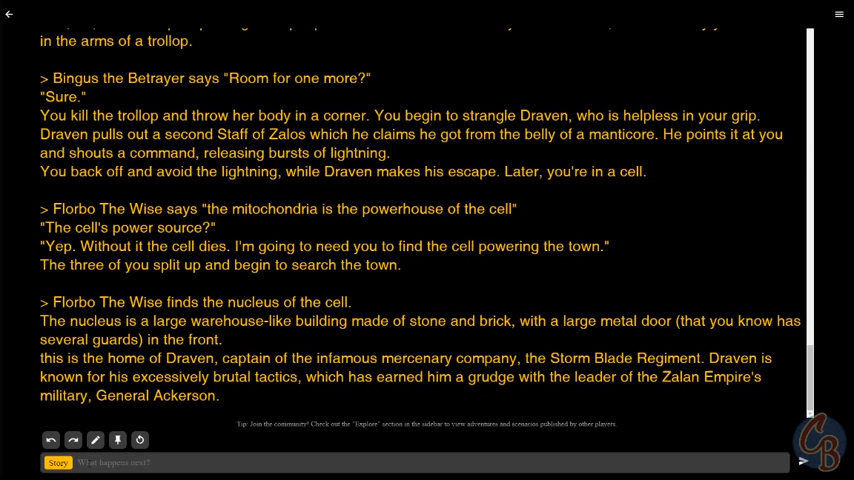 in the arms of a trollop.
> Bingus the Betrayer says "Room for one more?"
"Sure."
You kill the trollop and throw her body in a corner. You begin to strangle Draven, who is helpless in your grip.
Draven pulls out a second Staff of Zalos which he claims he got from the belly of a manticore. He points it at you
and shouts a command, releasing bursts of lightning.
You back off and avoid the lightning, while Draven makes his escape. Later, you're in a cell.
> Florbo The Wise says "the mitochondria is the powerhouse of the cell"
"The cell's power source?"
"Yep. Without it the cell dies. I'm going to need you to find the cell powering the town."
The three of you split up and begin to search the town.
> Florbo The Wise finds the nucleus of the cell.
The nucleus is a large warehouse-like building made of stone and brick, with a large metal door (that you know has
several guards) in the front.
this is the home of Draven, captain of the infamous mercenary company, the Storm Blade Regiment. Draven is
known for his excessively brutal tactics, which has earned him a grudge with the leader of the Zalan Empire's
military, General Ackerson.
Tip: Join the community! Check out the "Explore" section in the sidebar to view adventures and scenarios published by other players.
Story What happens next?
CB